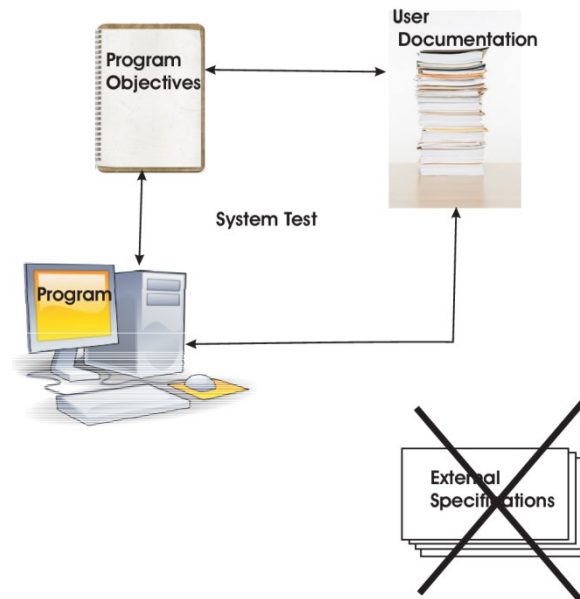 User
Documentation
Program
Objectives
System Test
Program
External
Specifications